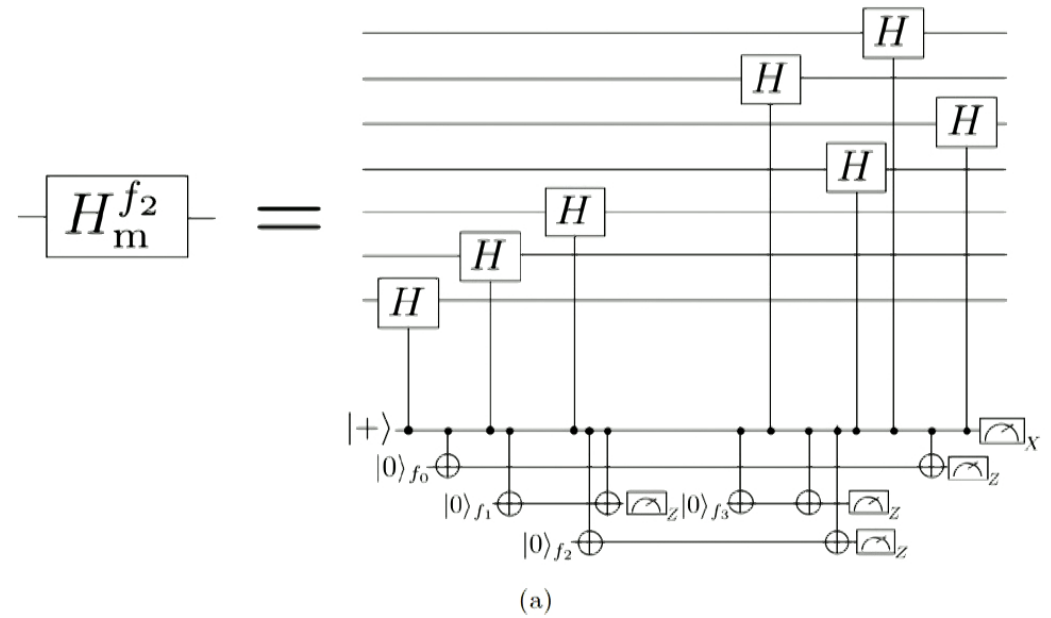 H
H
H
H
H_m^{f_2} =
H
H
H
|+⟩ X
|0⟩_{f_0} Z
|0⟩_{f_1} Z |0⟩_{f_3} Z
|0⟩_{f_2} Z
(a)